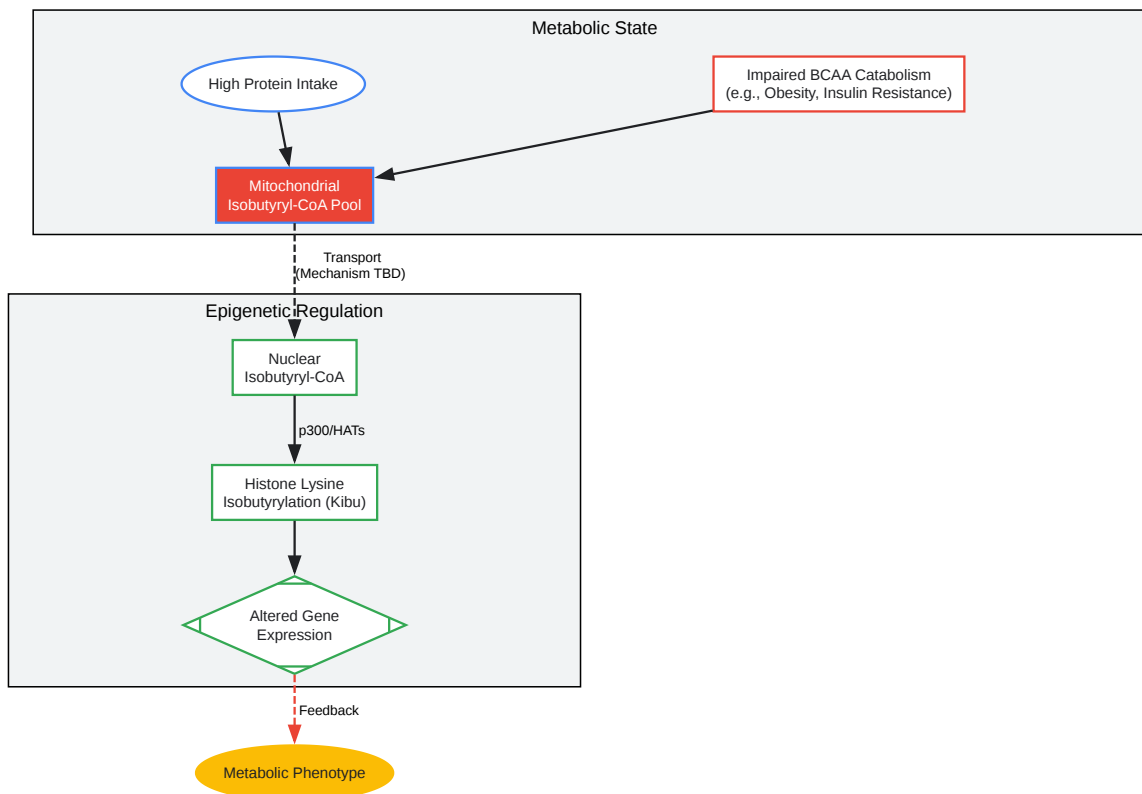 Metabolic State
High Protein Intake
Impaired BCAA Catabolism
(e.g., Obesity, Insulin Resistance)
Mitochondrial
Isobutyryl-CoA Pool
Transport
(Mechanism TBD)
Epigenetic Regulation
Nuclear
Isobutyryl-CoA
p300/HATs
Histone Lysine
Isobutyrylation (Kibu)
Altered Gene
Expression
Feedback
Metabolic Phenotype